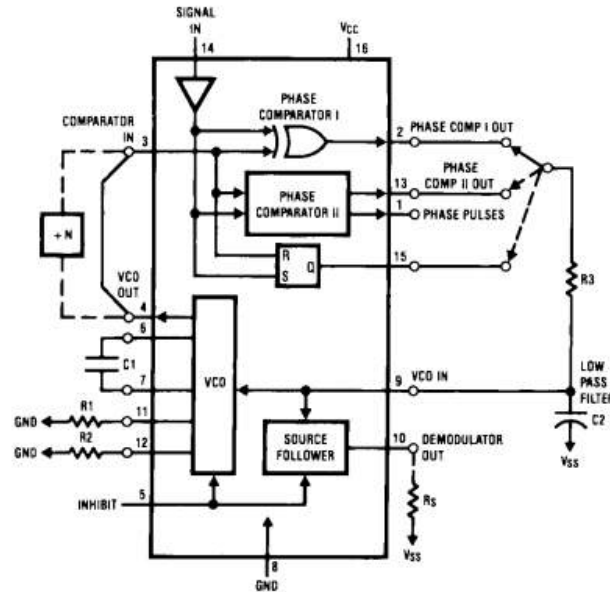 SIGNAL
IN
14
VCC
16
PHASE
COMPARATOR I
COMPARATOR
IN
3
2
PHASE COMP I OUT
PHASE
COMP II OUT
13
PHASE
COMPARATOR II
1
PHASE PULSES
+N
R
S
Q
15
R3
VCO
OUT
4
6
C1
7
VCO
9
VCO IN
LOW
PASS
FILTER
C2
VSS
GND
R1
11
GND
R2
12
SOURCE
FOLLOWER
10
DEMODULATOR
OUT
INHIBIT
5
RS
VSS
8
GND